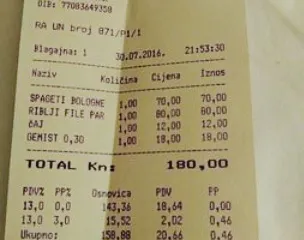 OIB: 77083649358
RA UN broj 871/P1/1
Blagajna: 1 30.07.2016. 21:53:30
Naziv Količina Cijena Iznos
SPAGETI BOLOGNE 1,00 70,00 70,00
RIBLJI FILE PAR 1,00 80,00 80,00
čAJ 1,00 12,00 12,00
GEMIST 0,30 1,00 18,00 18,00
TOTAL Kn: 180,00
PDV% PP% Osnovica PDV PP
13,0 0,0 143,36 18,64 0,00
13,0 3,0 15,52 2,02 0,46
Ukupno: 158,88 20,66 0,46